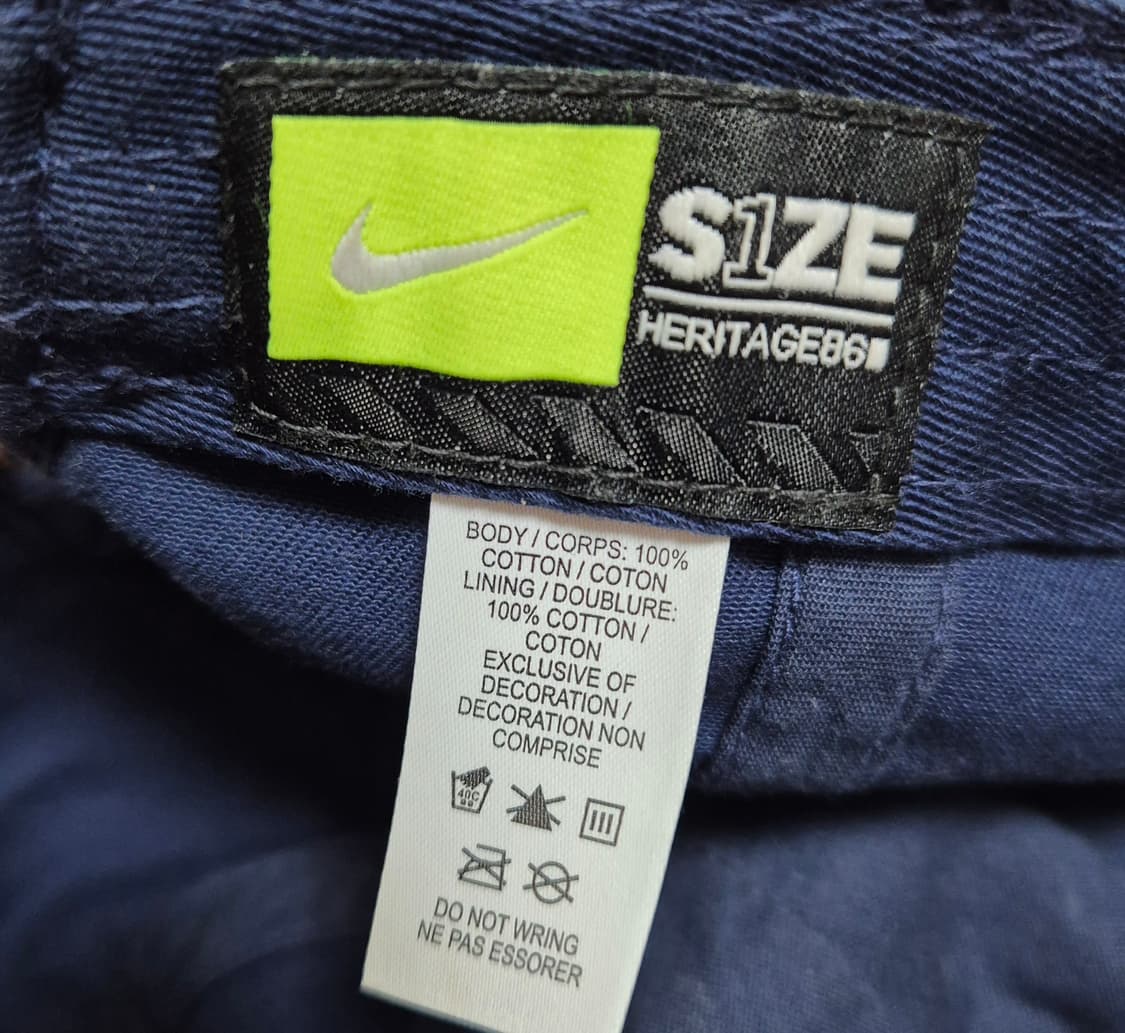 S1ZE
HERITAGE86
BODY / CORPS: 100%
COTTON / COTON
LINING / DOUBLURE:
100% COTTON /
COTON
EXCLUSIVE OF
DECORATION /
DECORATION NON
COMPRISE
40C
DO NOT WRING
NE PAS ESSORER